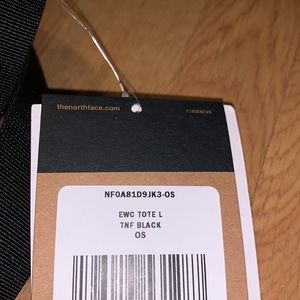 thenorthface.com
NF0A81D9JK3-OS
EWC TOTE L
TNF BLACK
OS